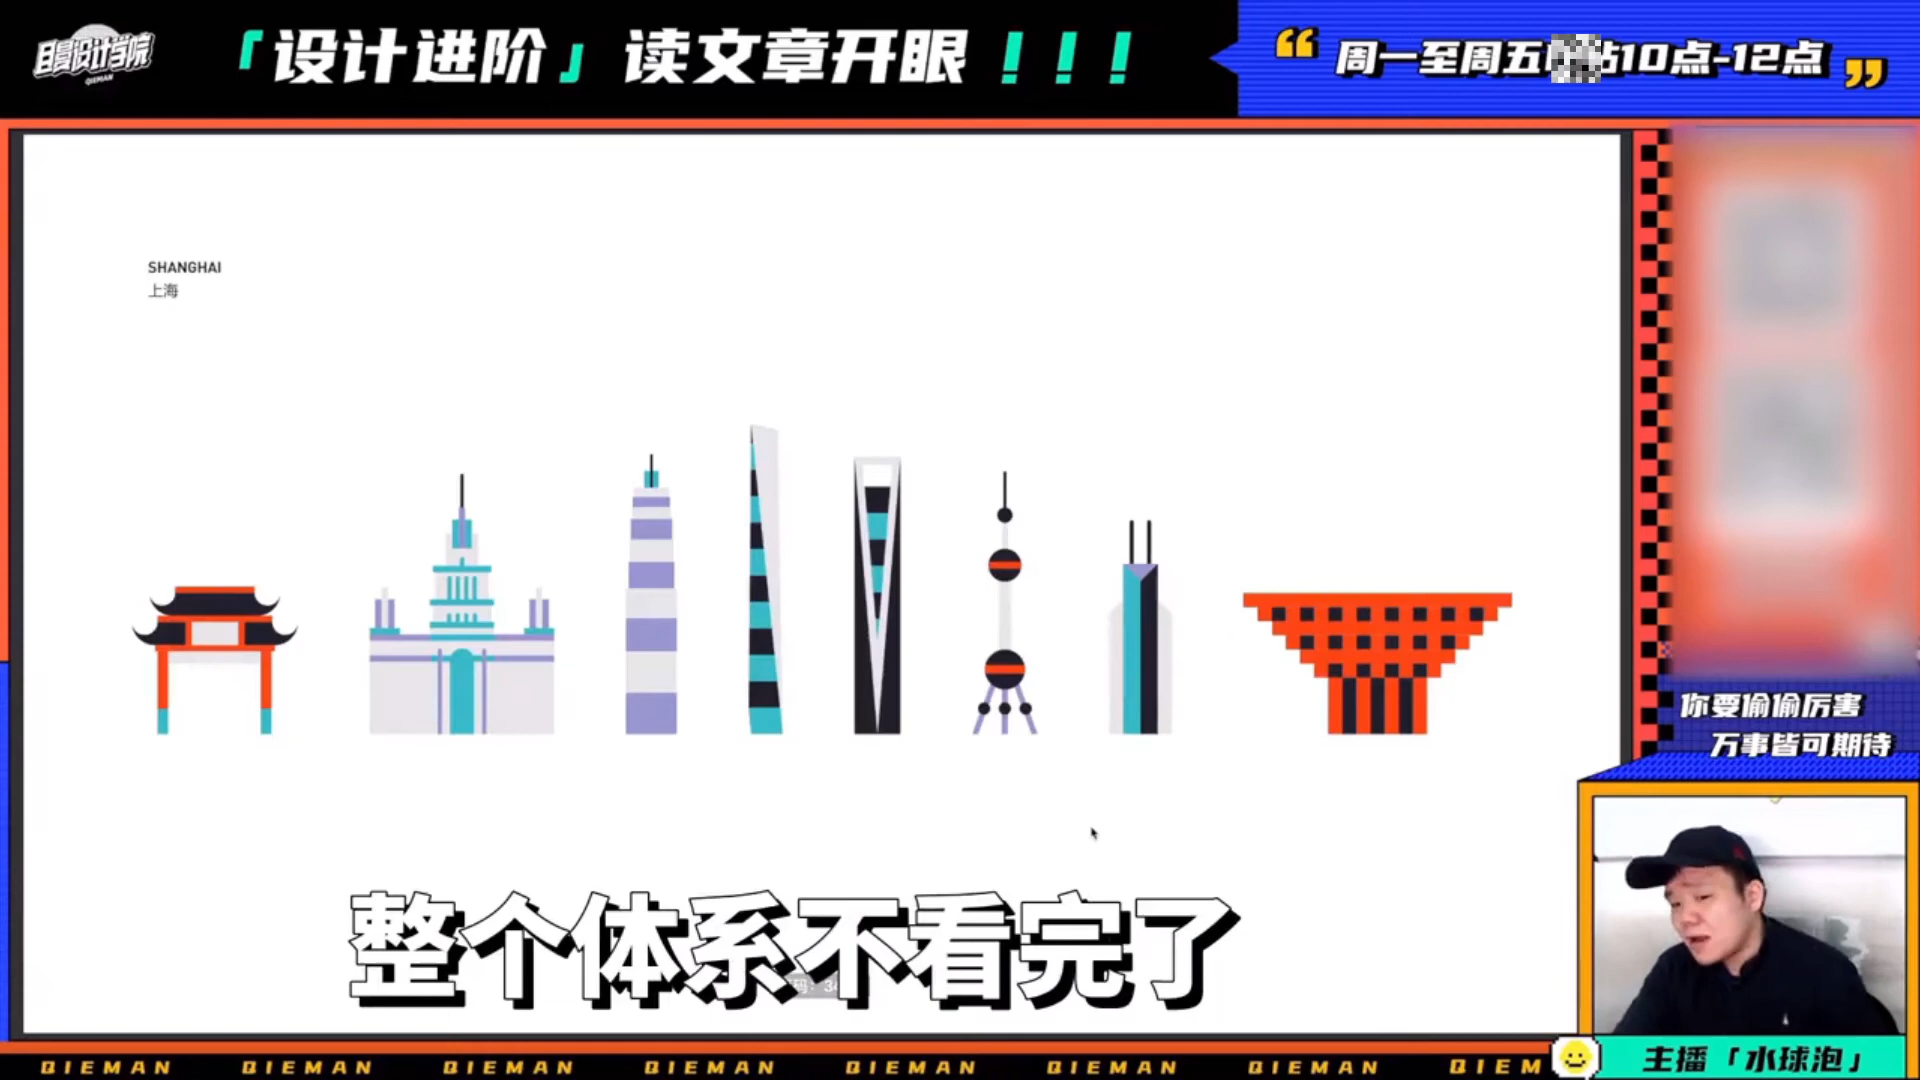 且曼设计学院
QIEMAN
「设计进阶」读文章开眼！！！
“周一至周五 10点-12点”
SHANGHAI
上海
你要偷偷厉害
万事皆可期待
整个体系不看完了
QIEMAN QIEMAN QIEMAN QIEMAN QIEMAN QIEMAN QIEMAN QIEM
主播「水球泡」